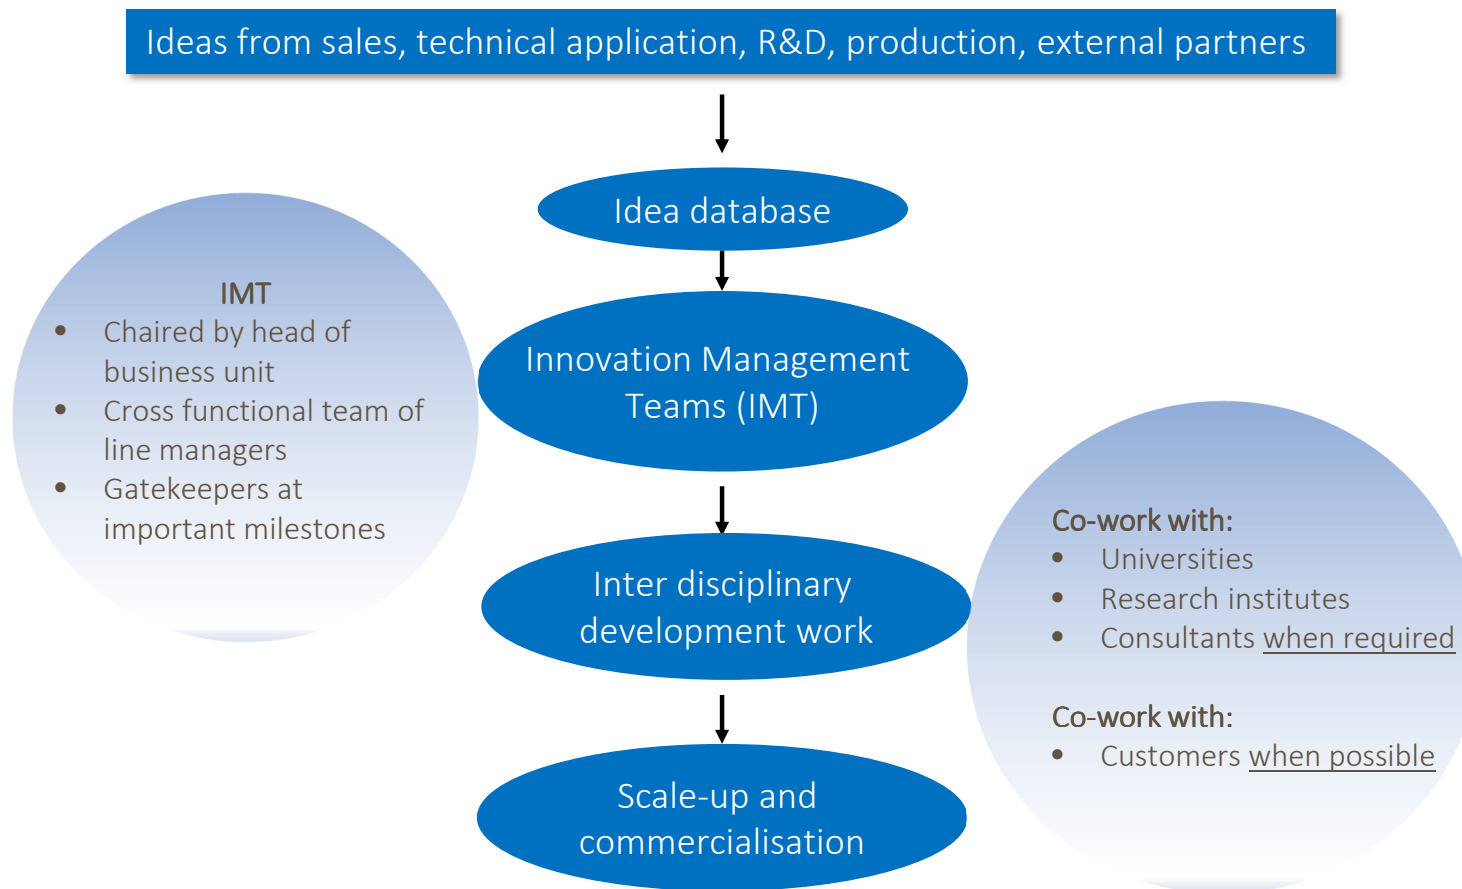 Ideas from sales, technical application, R&D, production, external partners
Idea database
IMT
• Chaired by head of
business unit
• Cross functional team of
line managers
• Gatekeepers at
important milestones
Innovation Management
Teams (IMT)
Inter disciplinary
development work
Co-work with:
• Universities
• Research institutes
• Consultants when required
Co-work with:
• Customers when possible
Scale-up and
commercialisation